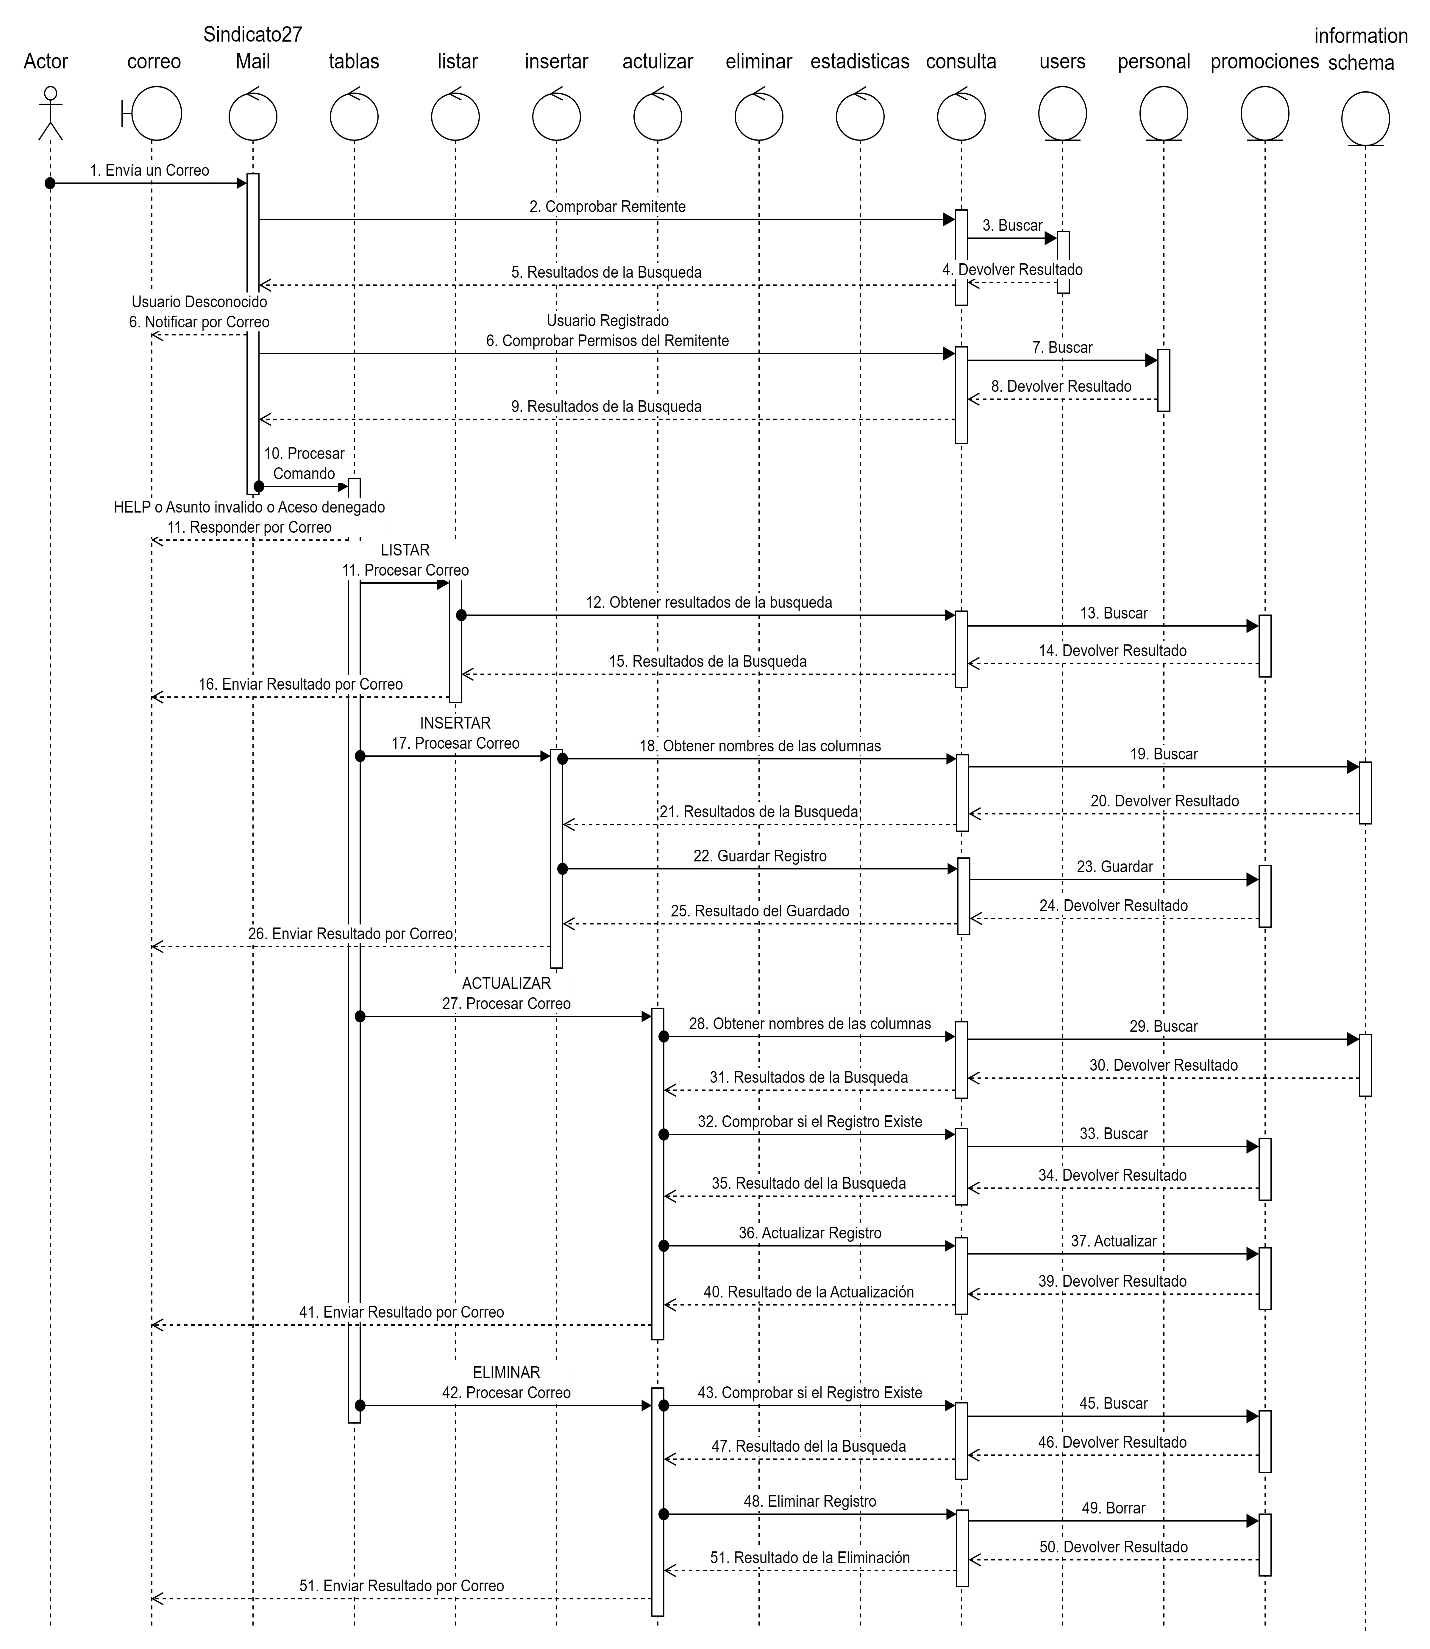 Sindicato27
information
Actor
correo
Mail
tablas
listar
insertar
actulizar
eliminar
estadisticas
consulta
users
personal
promociones
schema
1. Envía un Correo
2. Comprobar Remitente
3. Buscar
4. Devolver Resultado
5. Resultados de la Busqueda
Usuario Desconocido
6. Notificar por Correo
Usuario Registrado
6. Comprobar Permisos del Remitente
7. Buscar
8. Devolver Resultado
9. Resultados de la Busqueda
10. Procesar
Comando
HELP o Asunto invalido o Aceso denegado
11. Responder por Correo
LISTAR
11. Procesar Correo
12. Obtener resultados de la busqueda
13. Buscar
14. Devolver Resultado
15. Resultados de la Busqueda
16. Enviar Resultado por Correo
INSERTAR
17. Procesar Correo
18. Obtener nombres de las columnas
19. Buscar
20. Devolver Resultado
21. Resultados de la Busqueda
22. Guardar Registro
23. Guardar
24. Devolver Resultado
25. Resultado del Guardado
26. Enviar Resultado por Correo
ACTUALIZAR
27. Procesar Correo
28. Obtener nombres de las columnas
29. Buscar
30. Devolver Resultado
31. Resultados de la Busqueda
32. Comprobar si el Registro Existe
33. Buscar
34. Devolver Resultado
35. Resultado del la Busqueda
36. Actualizar Registro
37. Actualizar
39. Devolver Resultado
40. Resultado de la Actualización
41. Enviar Resultado por Correo
ELIMINAR
42. Procesar Correo
43. Comprobar si el Registro Existe
45. Buscar
46. Devolver Resultado
47. Resultado del la Busqueda
48. Eliminar Registro
49. Borrar
50. Devolver Resultado
51. Resultado de la Eliminación
51. Enviar Resultado por Correo